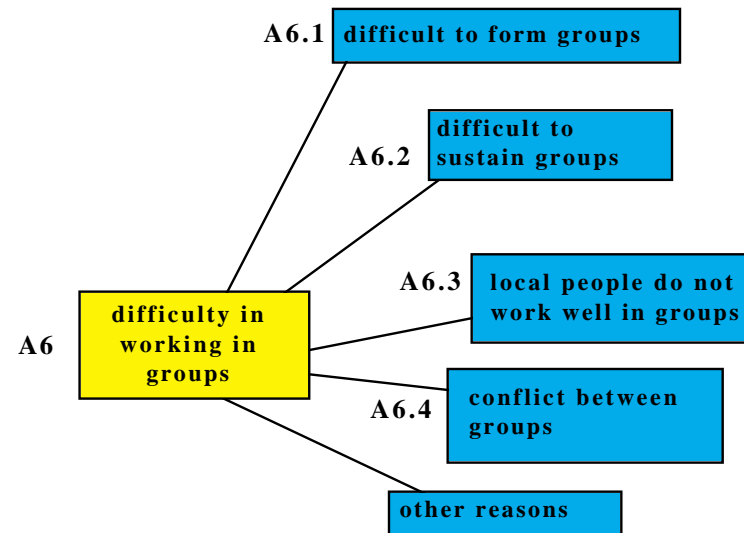 A6.1
difficult to form groups
A6.2
difficult to
sustain groups
A6.3
local people do not
work well in groups
A6
difficulty in
working in
groups
A6.4
conflict between
groups
other reasons